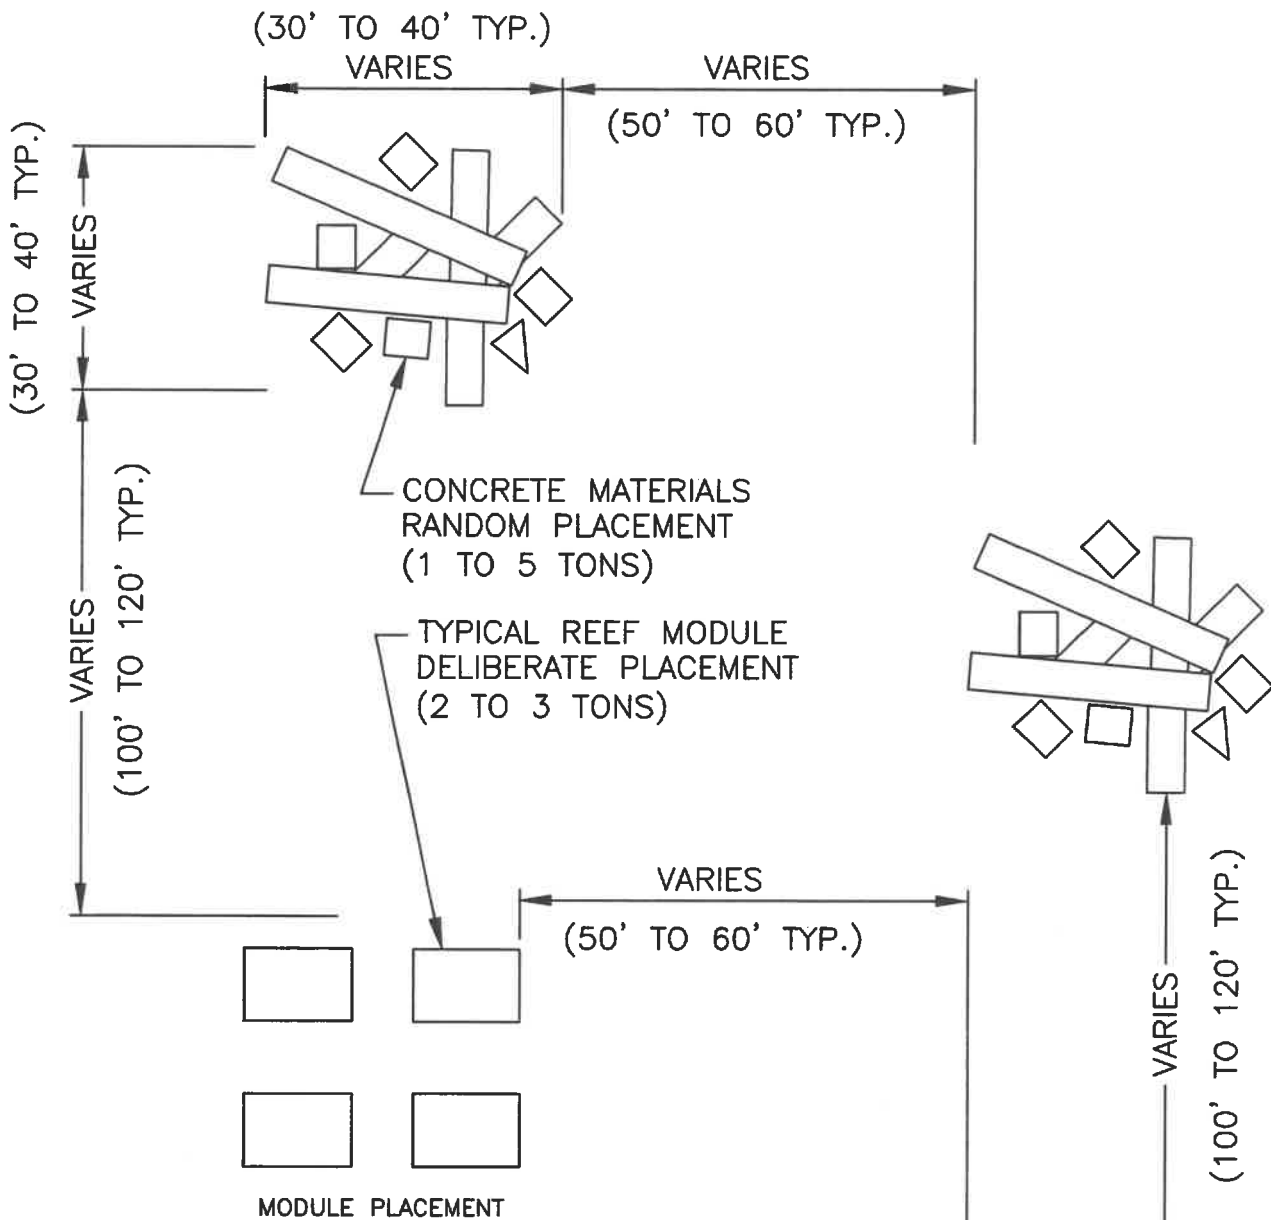 (30' TO 40' TYP.)
VARIES
VARIES
(50' TO 60' TYP.)
(30' TO 40' TYP.)
VARIES
CONCRETE MATERIALS
RANDOM PLACEMENT
(1 TO 5 TONS)
VARIES
(100' TO 120' TYP.)
TYPICAL REEF MODULE
DELIBERATE PLACEMENT
(2 TO 3 TONS)
VARIES
(50' TO 60' TYP.)
VARIES
(100' TO 120' TYP.)
MODULE PLACEMENT